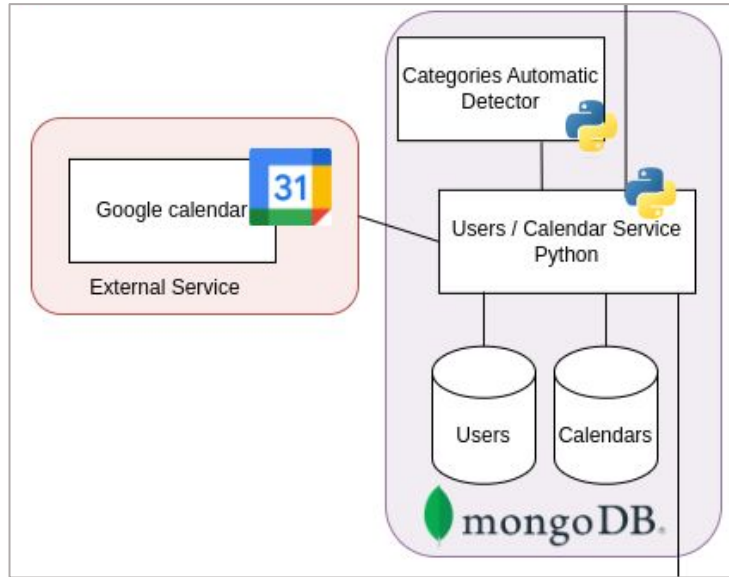 Categories Automatic
Detector
31
Google calendar
Users / Calendar Service
Python
External Service
Users
Calendars
mongoDB.